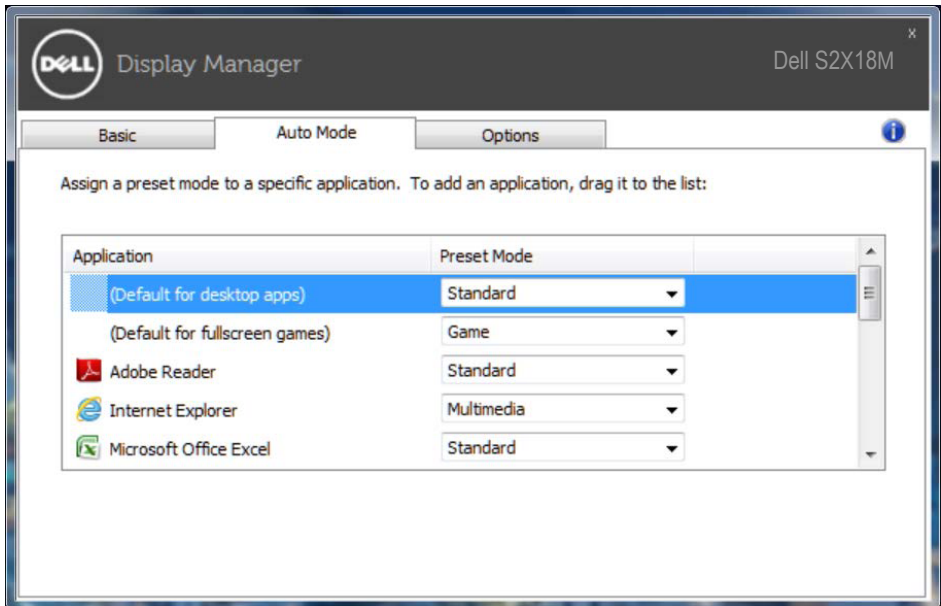 DELL Display Manager
Dell S2X18M
x
Basic Auto Mode Options
Assign a preset mode to a specific application. To add an application, drag it to the list:
Application Preset Mode
(Default for desktop apps) Standard
(Default for fullscreen games) Game
Adobe Reader Standard
Internet Explorer Multimedia
Microsoft Office Excel Standard